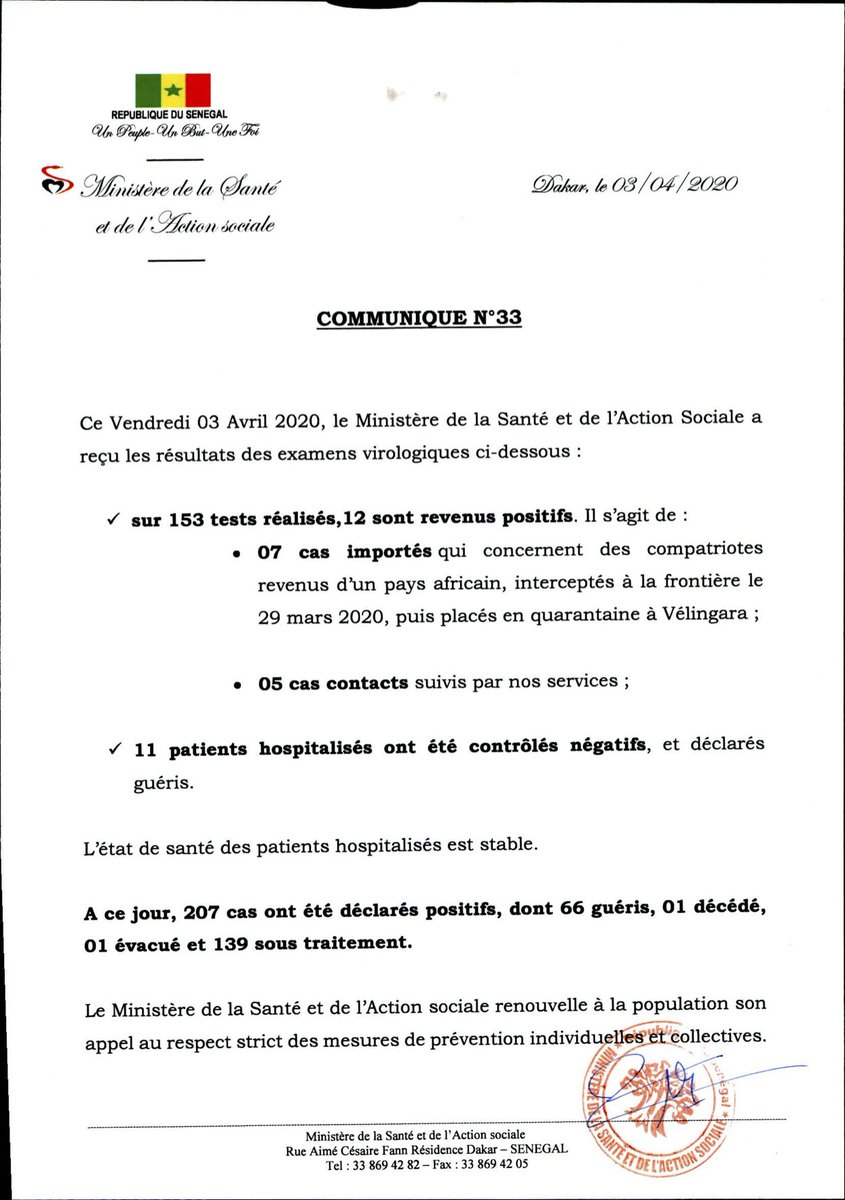 REPUBLIQUE DU SENEGAL
Un Peuple-Un But-Une Foi
Ministère de la Santé
et de l'Action sociale
Dakar, le 03/04/2020
COMMUNIQUE N°33
Ce Vendredi 03 Avril 2020, le Ministère de la Santé et de l'Action Sociale a
reçu les résultats des examens virologiques ci-dessous :
✓ sur 153 tests réalisés,12 sont revenus positifs. Il s'agit de :
• 07 cas importés qui concernent des compatriotes
revenus d'un pays africain, interceptés à la frontière le
29 mars 2020, puis placés en quarantaine à Vélingara ;
• 05 cas contacts suivis par nos services ;
✓ 11 patients hospitalisés ont été contrôlés négatifs, et déclarés
guéris.
L'état de santé des patients hospitalisés est stable.
A ce jour, 207 cas ont été déclarés positifs, dont 66 guéris, 01 décédé,
01 évacué et 139 sous traitement.
Le Ministère de la Santé et de l'Action sociale renouvelle à la population son
appel au respect strict des mesures de prévention individuelles et collectives.
MINISTERE DE LA SANTÉ ET DE L'ACTION SOCIALE
Ministère de la Santé et de l'Action sociale
Rue Aimé Césaire Fann Résidence Dakar – SENEGAL
Tel : 33 869 42 82 – Fax : 33 869 42 05